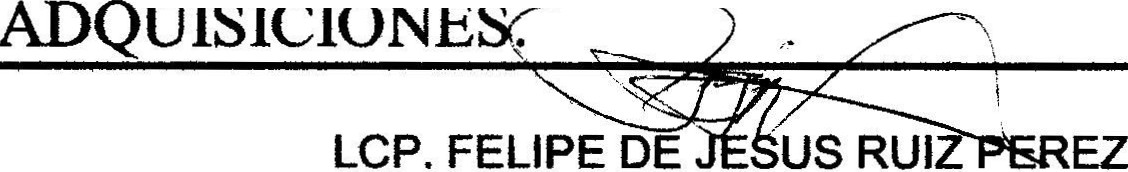 ADQUISICIONES.
LCP. FELIPE DE JESUS RUIZ PEREZ